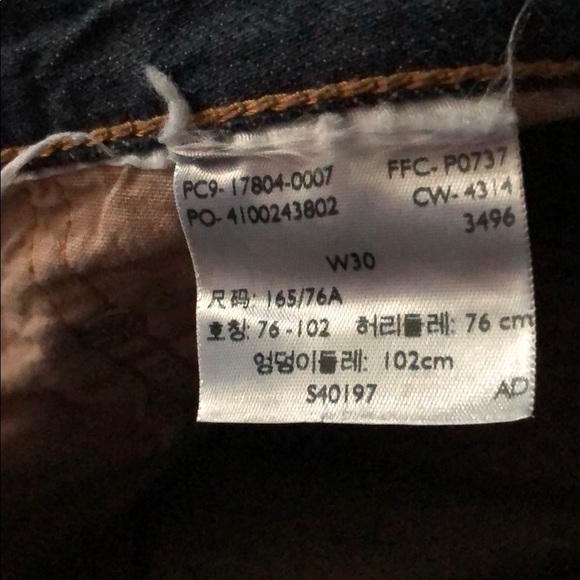 PC9- 17804-0007 FFC- P0737
PO- 4100243802 CW- 4314
3496
W30
尺码: 165/76A
호칭: 76 -102 허리둘레: 76 cm
엉덩이둘레: 102cm
S40197 AD